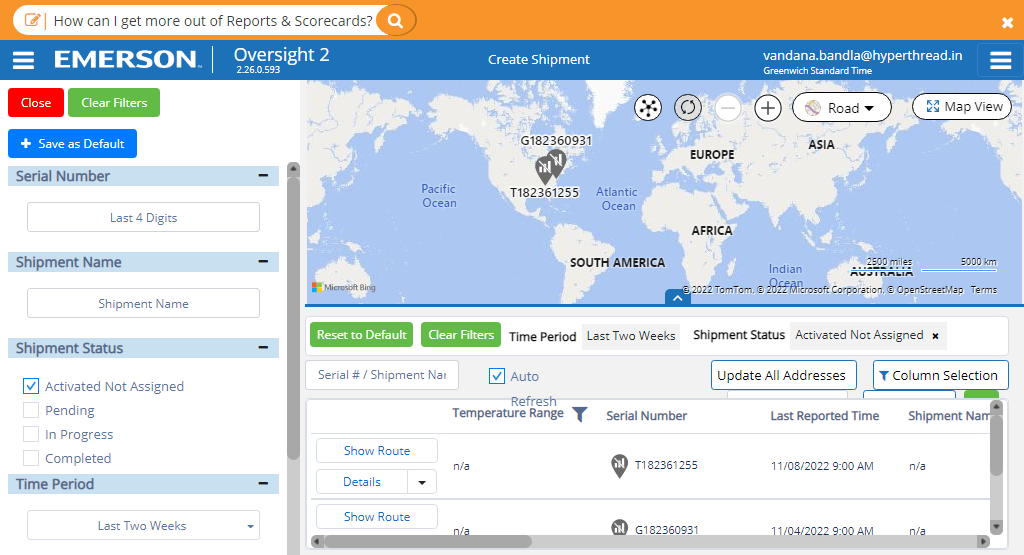 How can I get more out of Reports & Scorecards?
EMERSON
Oversight 2
2.26.0.593
Create Shipment
vandana.bandla@hyperthread.in
Greenwich Standard Time
Close
Clear Filters
Save as Default
Serial Number
Last 4 Digits
Shipment Name
Shipment Name
Shipment Status
Activated Not Assigned
Pending
In Progress
Completed
Time Period
Last Two Weeks
Road
Map View
G182360931
T182361255
EUROPE
ASIA
Pacific
Ocean
Atlantic
Ocean
AFRICA
SOUTH AMERICA
Indian
Ocean
AUSTRALIA
2500 miles
5000 km
Microsoft Bing
© 2022 TomTom, © 2022 Microsoft Corporation, © OpenStreetMap Terms
Reset to Default
Clear Filters
Time Period
Last Two Weeks
Shipment Status
Activated Not Assigned ×
Serial # / Shipment Nar
Auto
Refresh
Update All Addresses
Column Selection
Temperature Range
Serial Number
Last Reported Time
Shipment Nam
Show Route
Details
n/a
T182361255
11/08/2022 9:00 AM
n/a
Show Route
n/a
G182360931
11/04/2022 9:00 AM
n/a